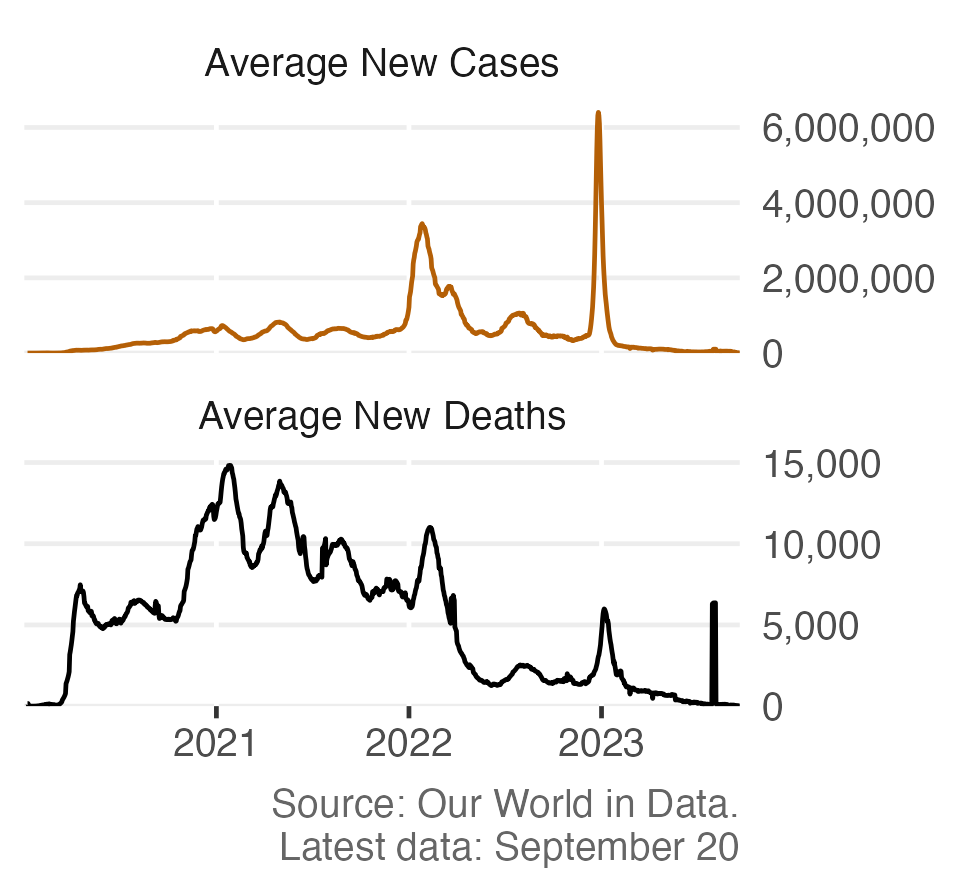 Average New Cases
6,000,000
4,000,000
2,000,000
0
Average New Deaths
15,000
10,000
5,000
0
2021 2022 2023
Source: Our World in Data.
Latest data: September 20